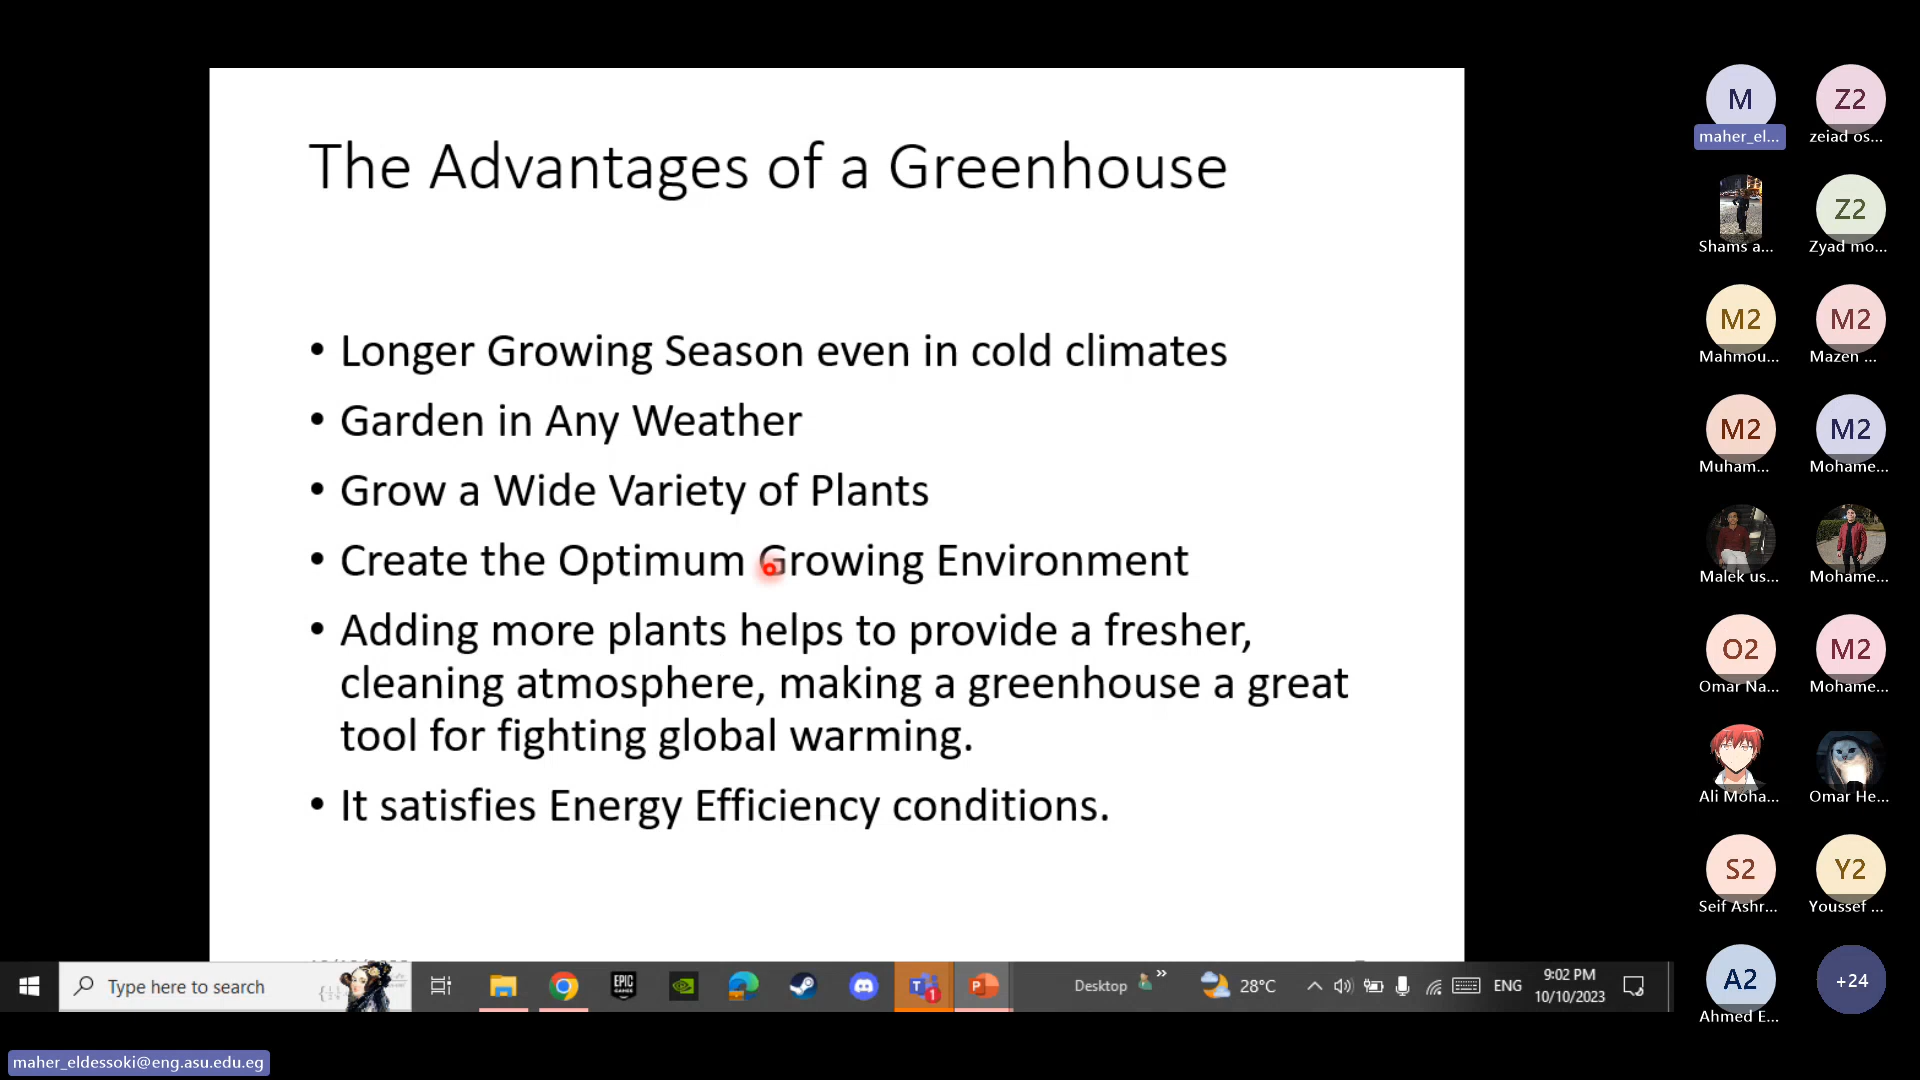 The Advantages of a Greenhouse
• Longer Growing Season even in cold climates
• Garden in Any Weather
• Grow a Wide Variety of Plants
• Create the Optimum Growing Environment
• Adding more plants helps to provide a fresher,
cleaning atmosphere, making a greenhouse a great
tool for fighting global warming.
• It satisfies Energy Efficiency conditions.
M
maher_el...
Z2
zeiad os...
Shams a...
Z2
Zyad mo...
M2
Mahmou...
M2
Mazen ...
M2
Muham...
M2
Mohame...
Malek us...
Mohame...
O2
Omar Na...
M2
Mohame...
Ali Moha...
Omar He...
S2
Seif Ashr...
Y2
Youssef ...
A2
Ahmed E...
+24
Type here to search
EPIC
GAMES
T
1
P
Desktop
28°C
ENG
9:02 PM
10/10/2023
maher_eldessoki@eng.asu.edu.eg